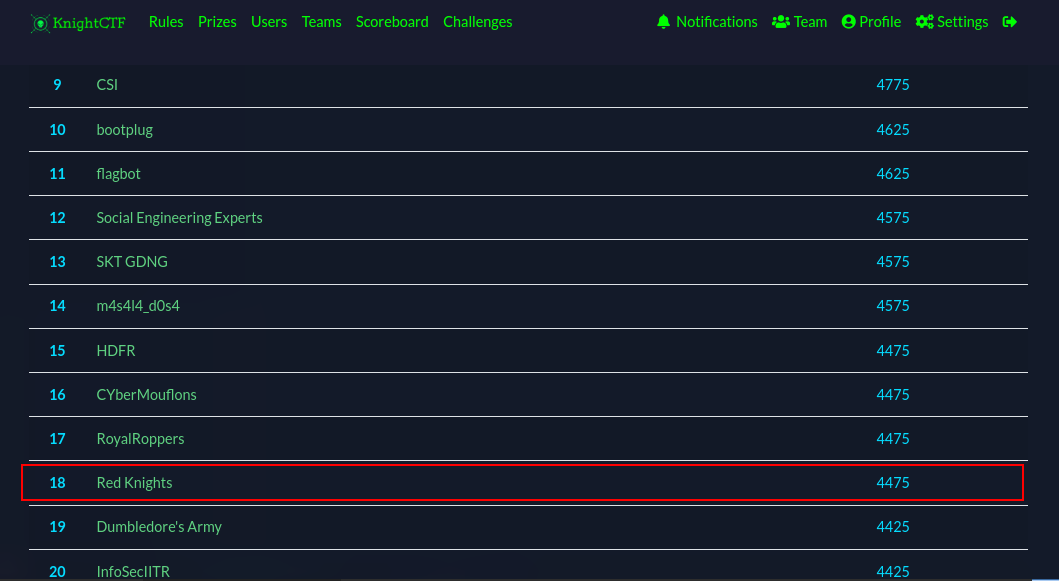 KnightCTF Rules Prizes Users Teams Scoreboard Challenges Notifications Team Profile Settings
9 CSI 4775
10 bootplug 4625
11 flagbot 4625
12 Social Engineering Experts 4575
13 SKT GDNG 4575
14 m4s4l4_d0s4 4575
15 HDFR 4475
16 CYberMouflons 4475
17 RoyalRoppers 4475
18 Red Knights 4475
19 Dumbledore's Army 4425
20 InfoSecIITR 4425